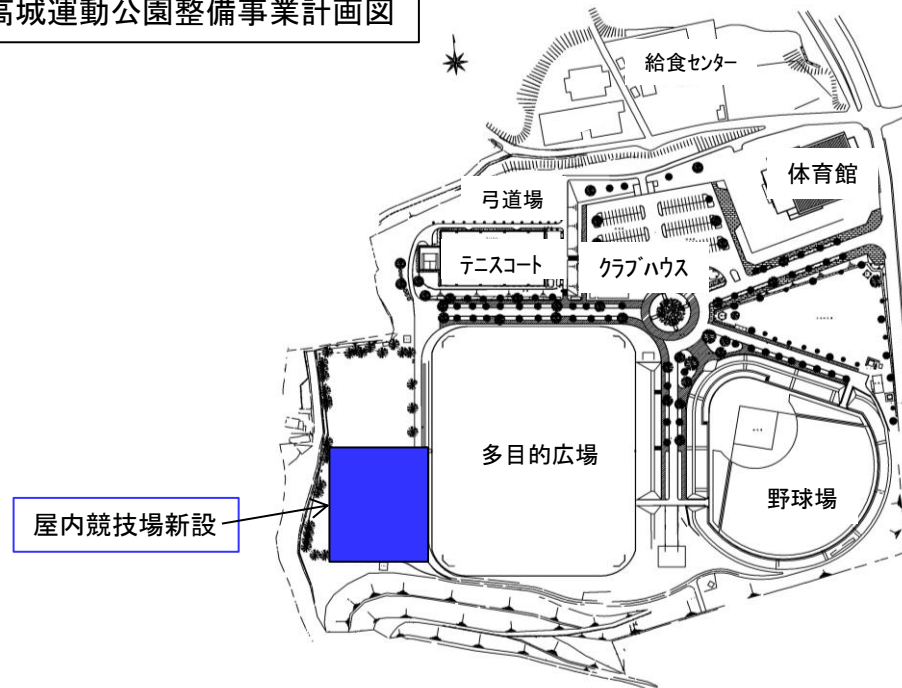 高城運動公園整備事業計画図
給食センター
体育館
弓道場
テニスコート
クラブハウス
多目的広場
野球場
屋内競技場新設